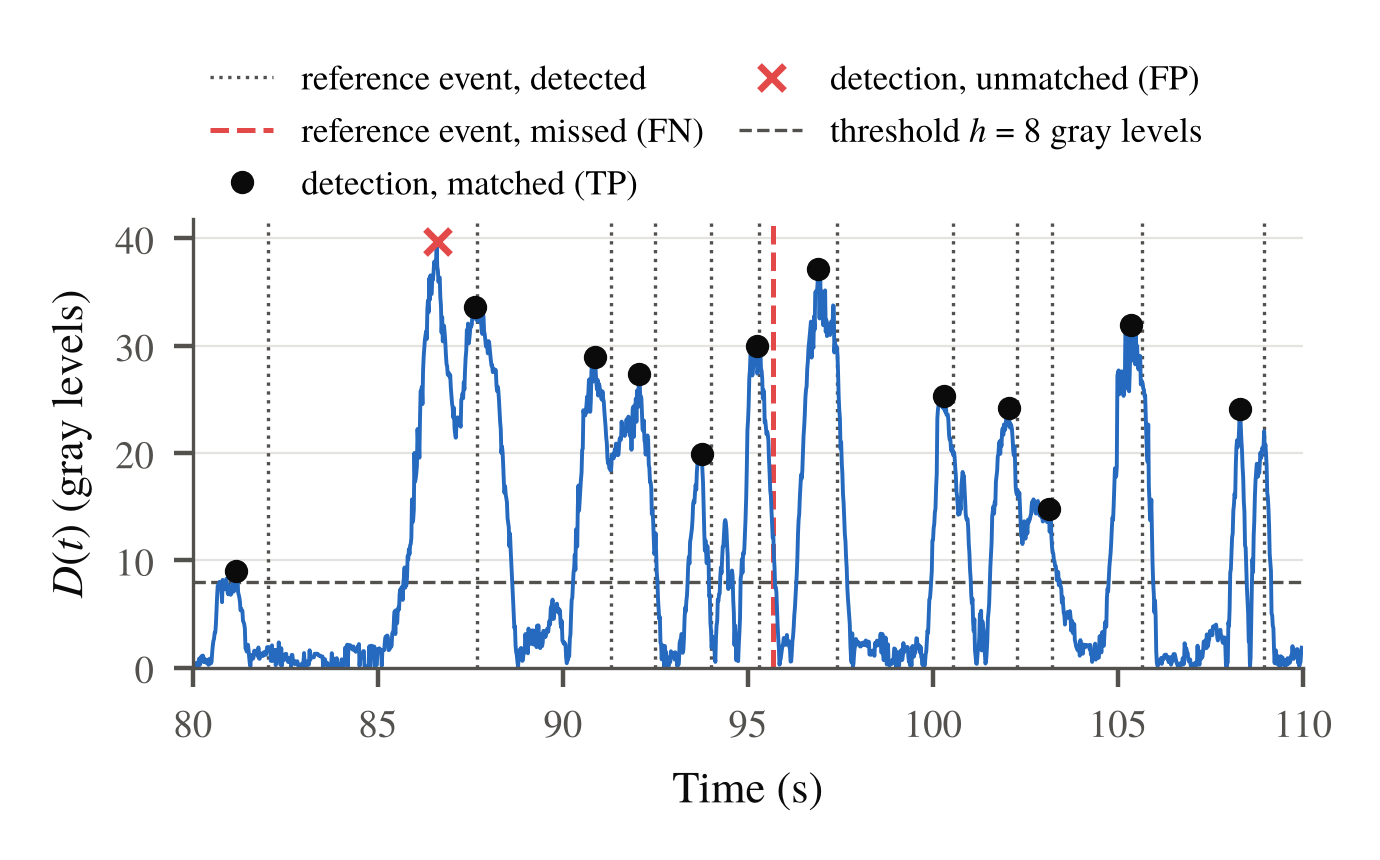 reference event, detected
reference event, missed (FN)
detection, matched (TP)
detection, unmatched (FP)
threshold h = 8 gray levels
D(t) (gray levels)
40
30
20
10
0
80 85 90 95 100 105 110
Time (s)